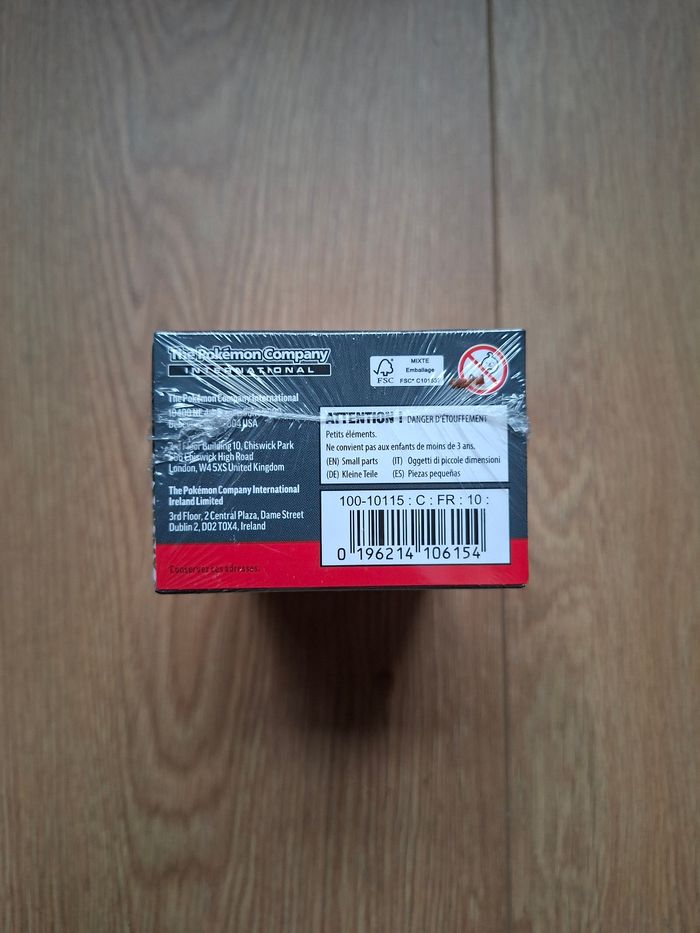 The Pokémon Company
INTERNATIONAL
MIXTE
Emballage
FSC
FSC®
The Pokémon Company International
USA
Building 10, Chiswick Park
Chiswick High Road
London, W4 5XS United Kingdom
The Pokémon Company International
Ireland Limited
3rd Floor, 2 Central Plaza, Dame Street
Dublin 2, D02 T0X4, Ireland
Conserver ces adresses.
ATTENTION ! DANGER D'ÉTOUFFEMENT
Petits éléments.
Ne convient pas aux enfants de moins de 3 ans.
(EN) Small parts (IT) Oggetti di piccole dimensioni
(DE) Kleine Teile (ES) Piezas pequeñas
100-10115 : C : FR : 10 :
0 196214 106154